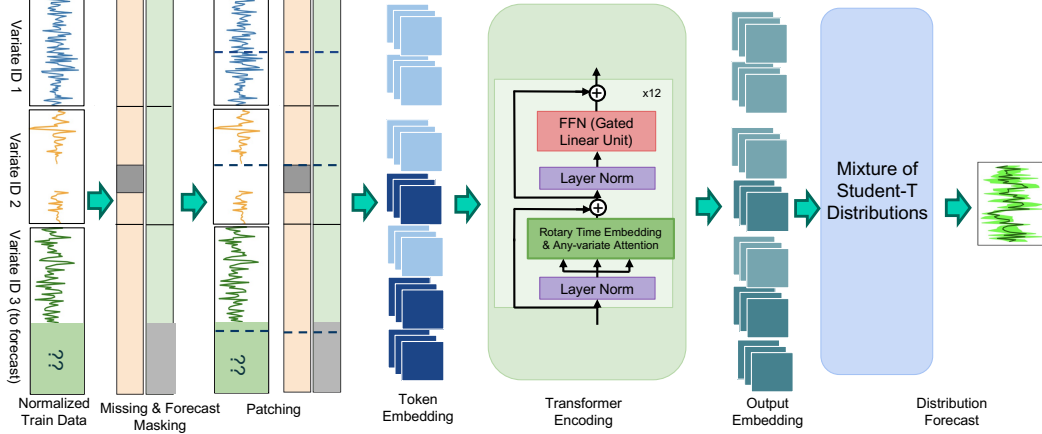 Variate ID 1
Variate ID 2
Variate ID 3 (to forecast)
??
??
Normalized
Train Data
Missing & Forecast
Masking
Patching
Token
Embedding
x12
FFN (Gated
Linear Unit)
Layer Norm
Rotary Time Embedding
& Any-variate Attention
Layer Norm
Transformer
Encoding
Output
Embedding
Mixture of
Student-T
Distributions
Distribution
Forecast